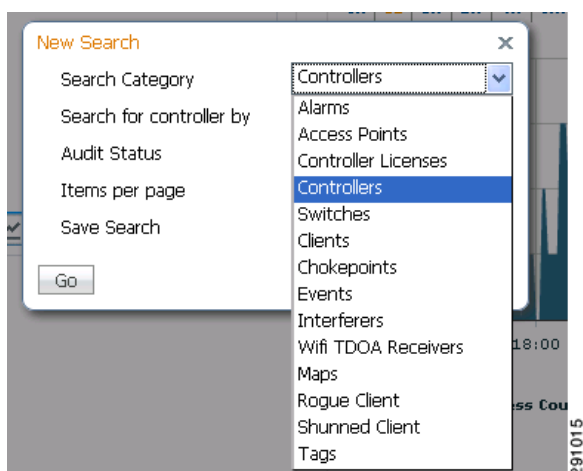 New Search
Search Category
Controllers
Search for controller by
Audit Status
Items per page
Save Search
Go
Alarms
Access Points
Controller Licenses
Controllers
Switches
Clients
Chokepoints
Events
Interferers
Wifi TDOA Receivers
Maps
Rogue Client
Shunned Client
Tags
18:00
ess Cou
291015